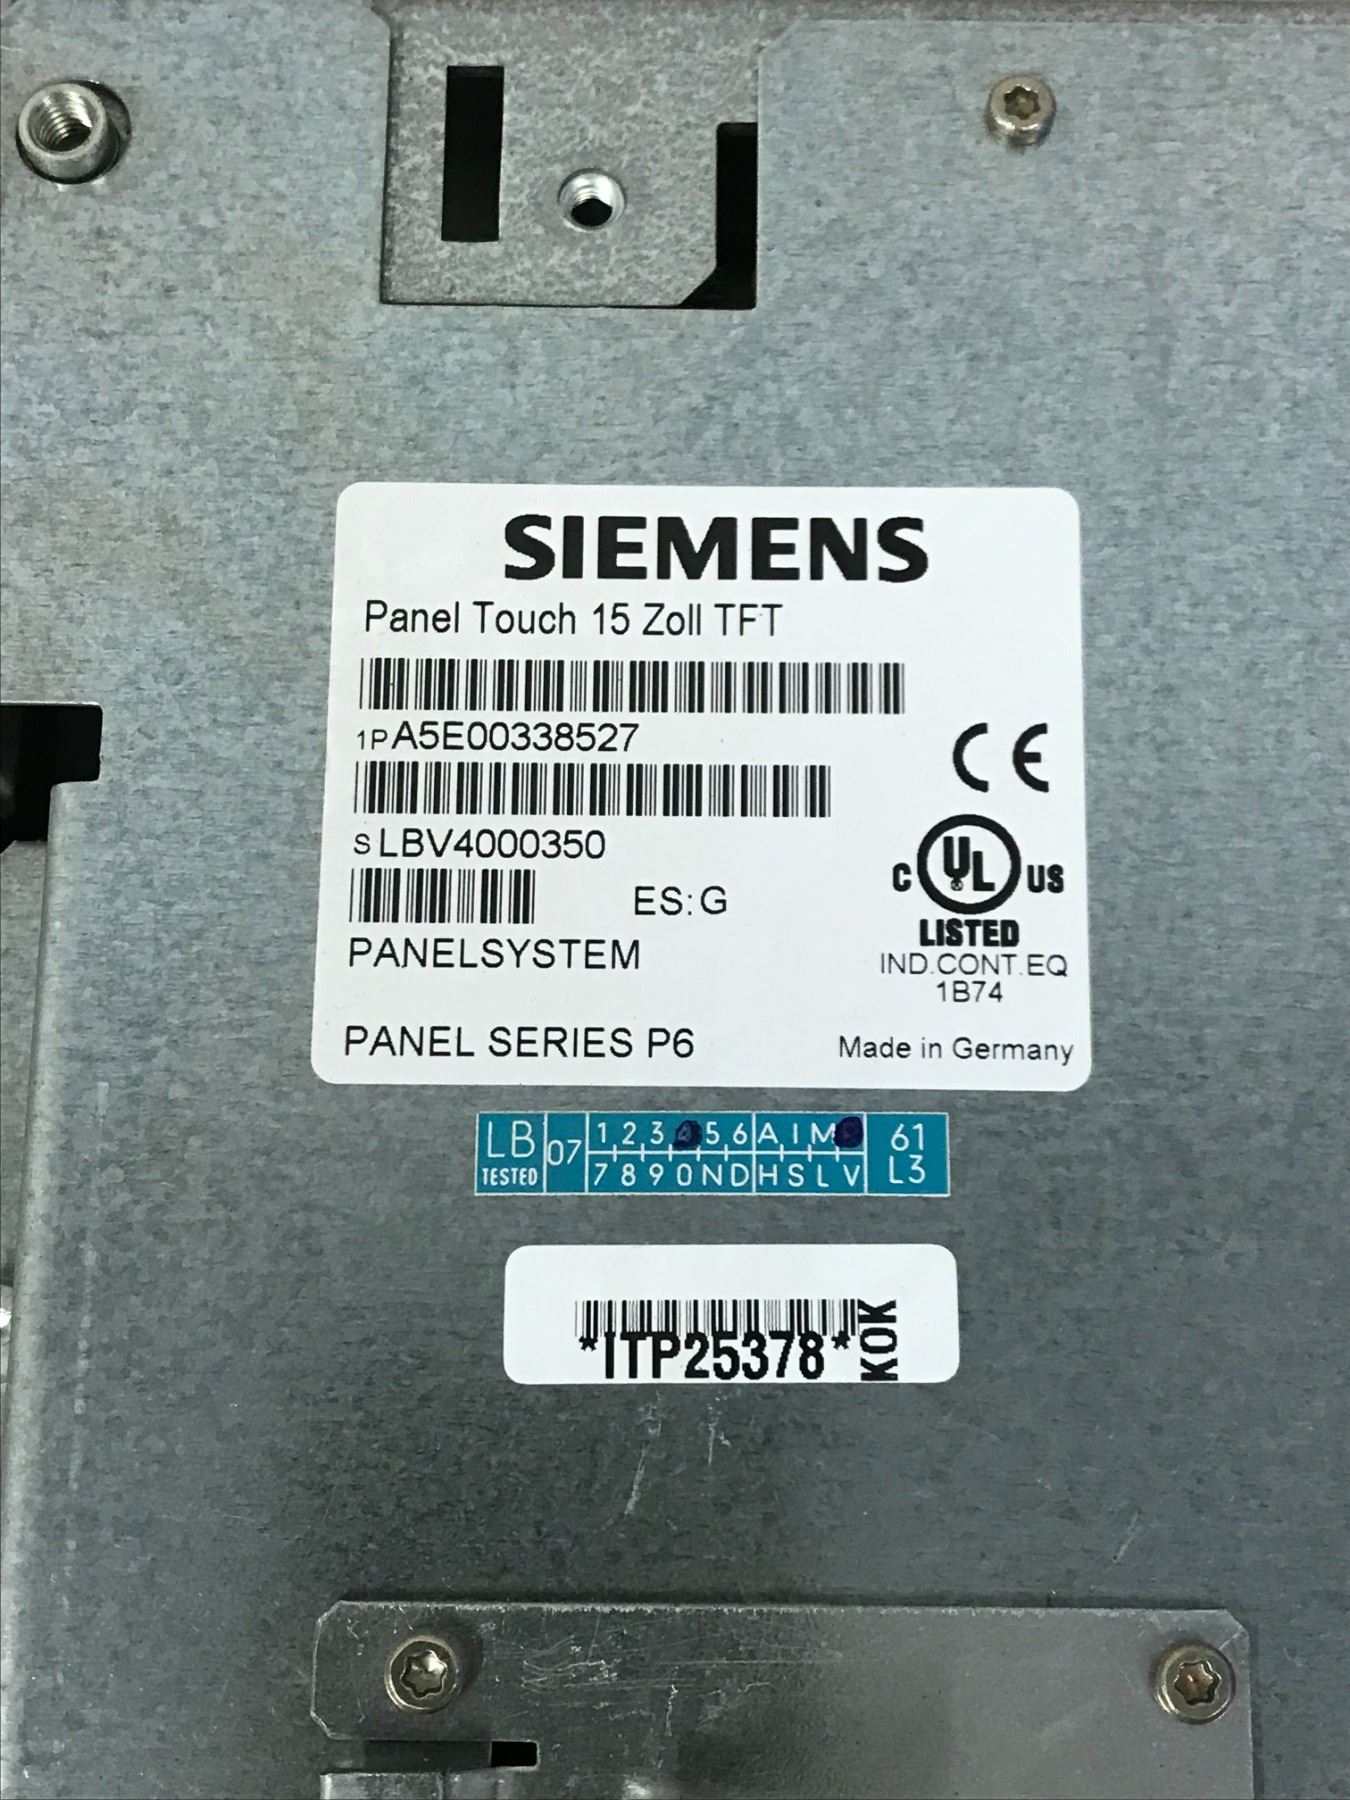 SIEMENS
Panel Touch 15 Zoll TFT
1P A5E00338527
S LBV4000350
ES: G
PANELSYSTEM
PANEL SERIES P6
CE
C UL US
LISTED
IND.CONT.EQ
1B74
Made in Germany
LB TESTED
07
1 2 3 4 5 6 A I M
7 8 9 0 N D H S L V
61
L3
*ITP25378*
KOK